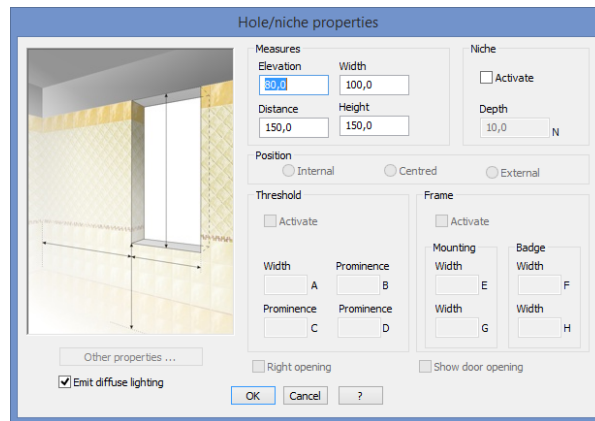 Hole/niche properties
Measures
Elevation Width
80,0 100,0
Distance Height
150,0 150,0
Niche
Activate
Depth
10,0 N
Position
Internal Centred External
Threshold
Activate
Width Prominence
A B
Prominence Prominence
C D
Frame
Activate
Mounting
Width
E
Width
G
Badge
Width
F
Width
H
Other properties ...
Emit diffuse lighting
Right opening Show door opening
OK Cancel ?